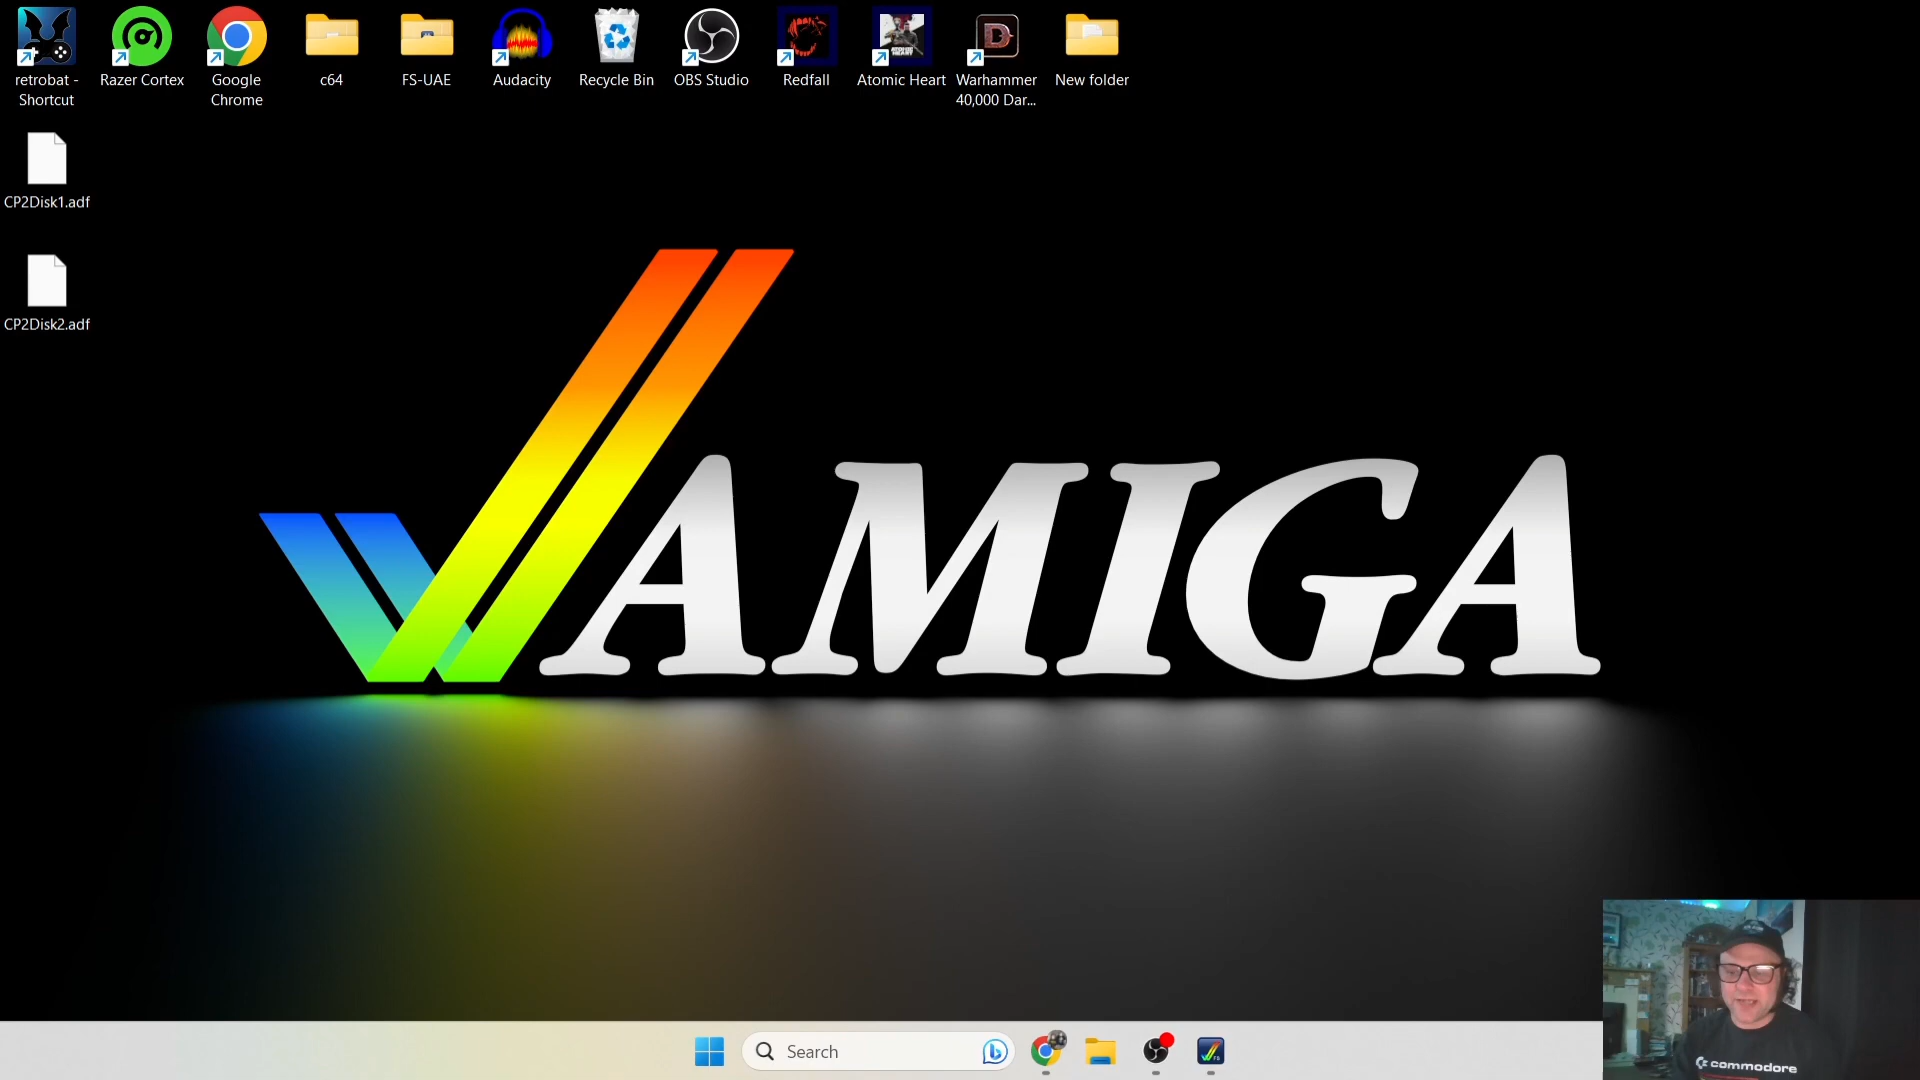 retrobat -
Shortcut
Razer Cortex
Google
Chrome
c64
FS-UAE
Audacity
Recycle Bin
OBS Studio
Redfall
Atomic Heart
Warhammer
40,000 Dar...
New folder
CP2Disk1.adf
CP2Disk2.adf
AMIGA
Search
commodore